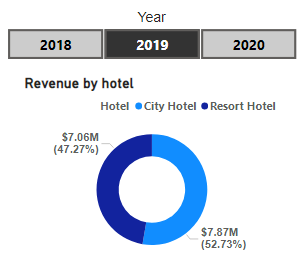 Year
2018 2019 2020
Revenue by hotel
Hotel City Hotel Resort Hotel
$7.06M
(47.27%)
$7.87M
(52.73%)